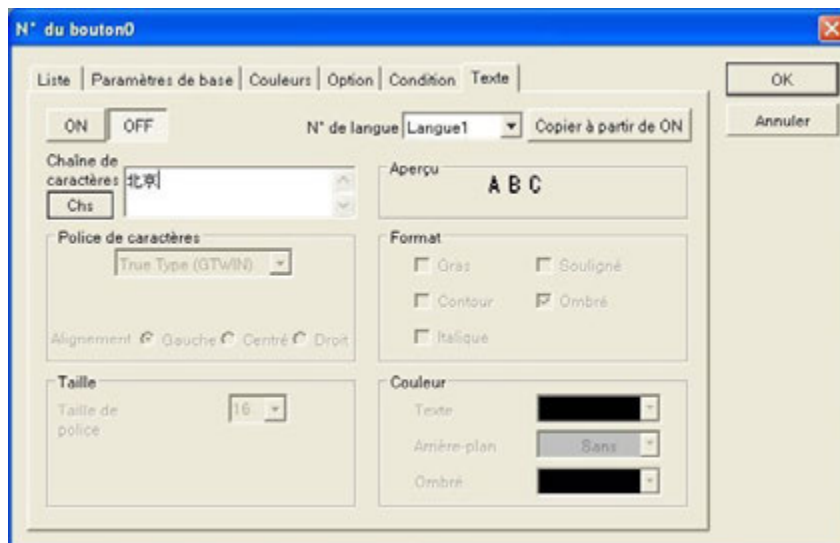 N° du bouton0
Liste Paramètres de base Couleurs Option Condition Texte
OK
Annuler
ON OFF N° de langue Langue1 Copier à partir de ON
Chaîne de caractères 北京
Chs
Aperçu
A B C
Police de caractères
True Type (GTWIN)
Alignement Gauche Centré Droit
Format
Gras Souligné
Contour Ombré
Italique
Taille
Taille de police 16
Couleur
Texte
Arrière-plan Sans
Ombré